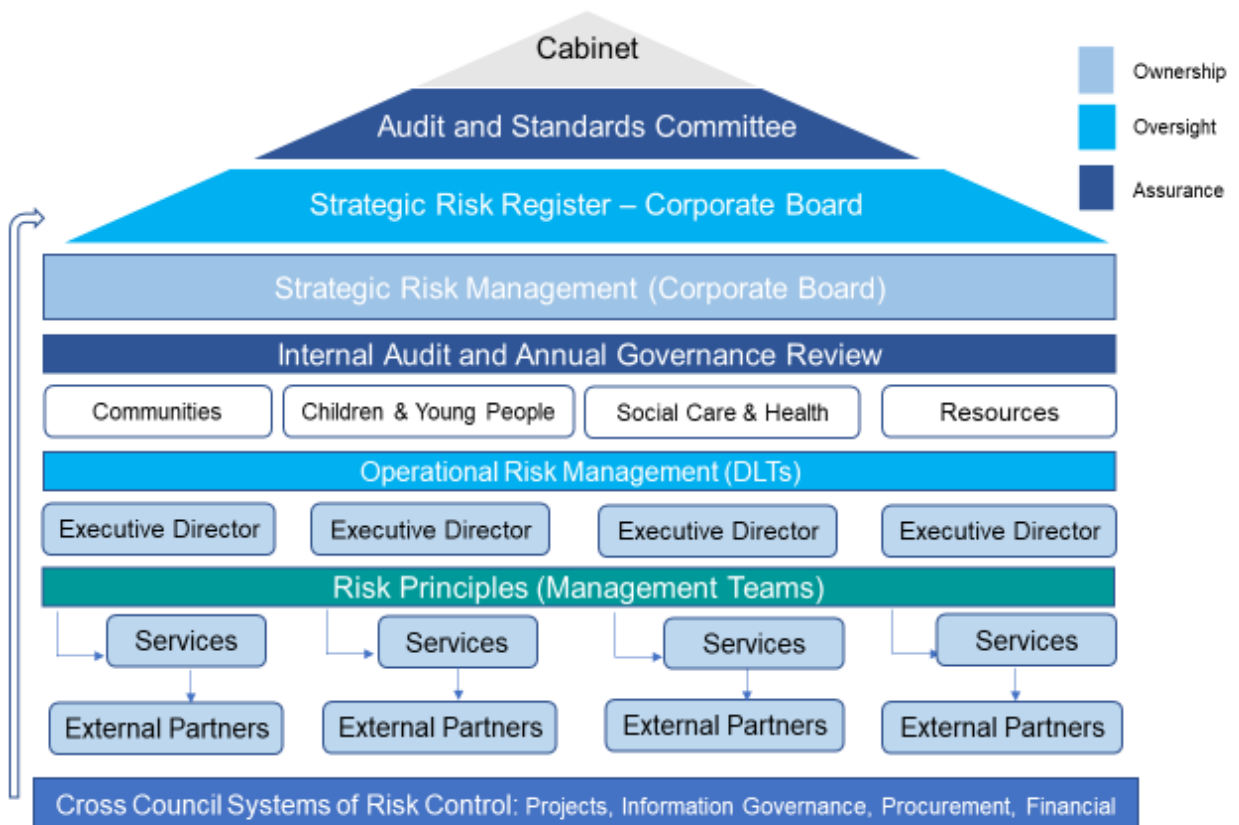 Cabinet
Ownership
Audit and Standards Committee
Oversight
Strategic Risk Register – Corporate Board
Assurance
Strategic Risk Management (Corporate Board)
Internal Audit and Annual Governance Review
Communities
Children & Young People
Social Care & Health
Resources
Operational Risk Management (DLTs)
Executive Director
Executive Director
Executive Director
Executive Director
Risk Principles (Management Teams)
Services
Services
Services
Services
External Partners
External Partners
External Partners
External Partners
Cross Council Systems of Risk Control: Projects, Information Governance, Procurement, Financial